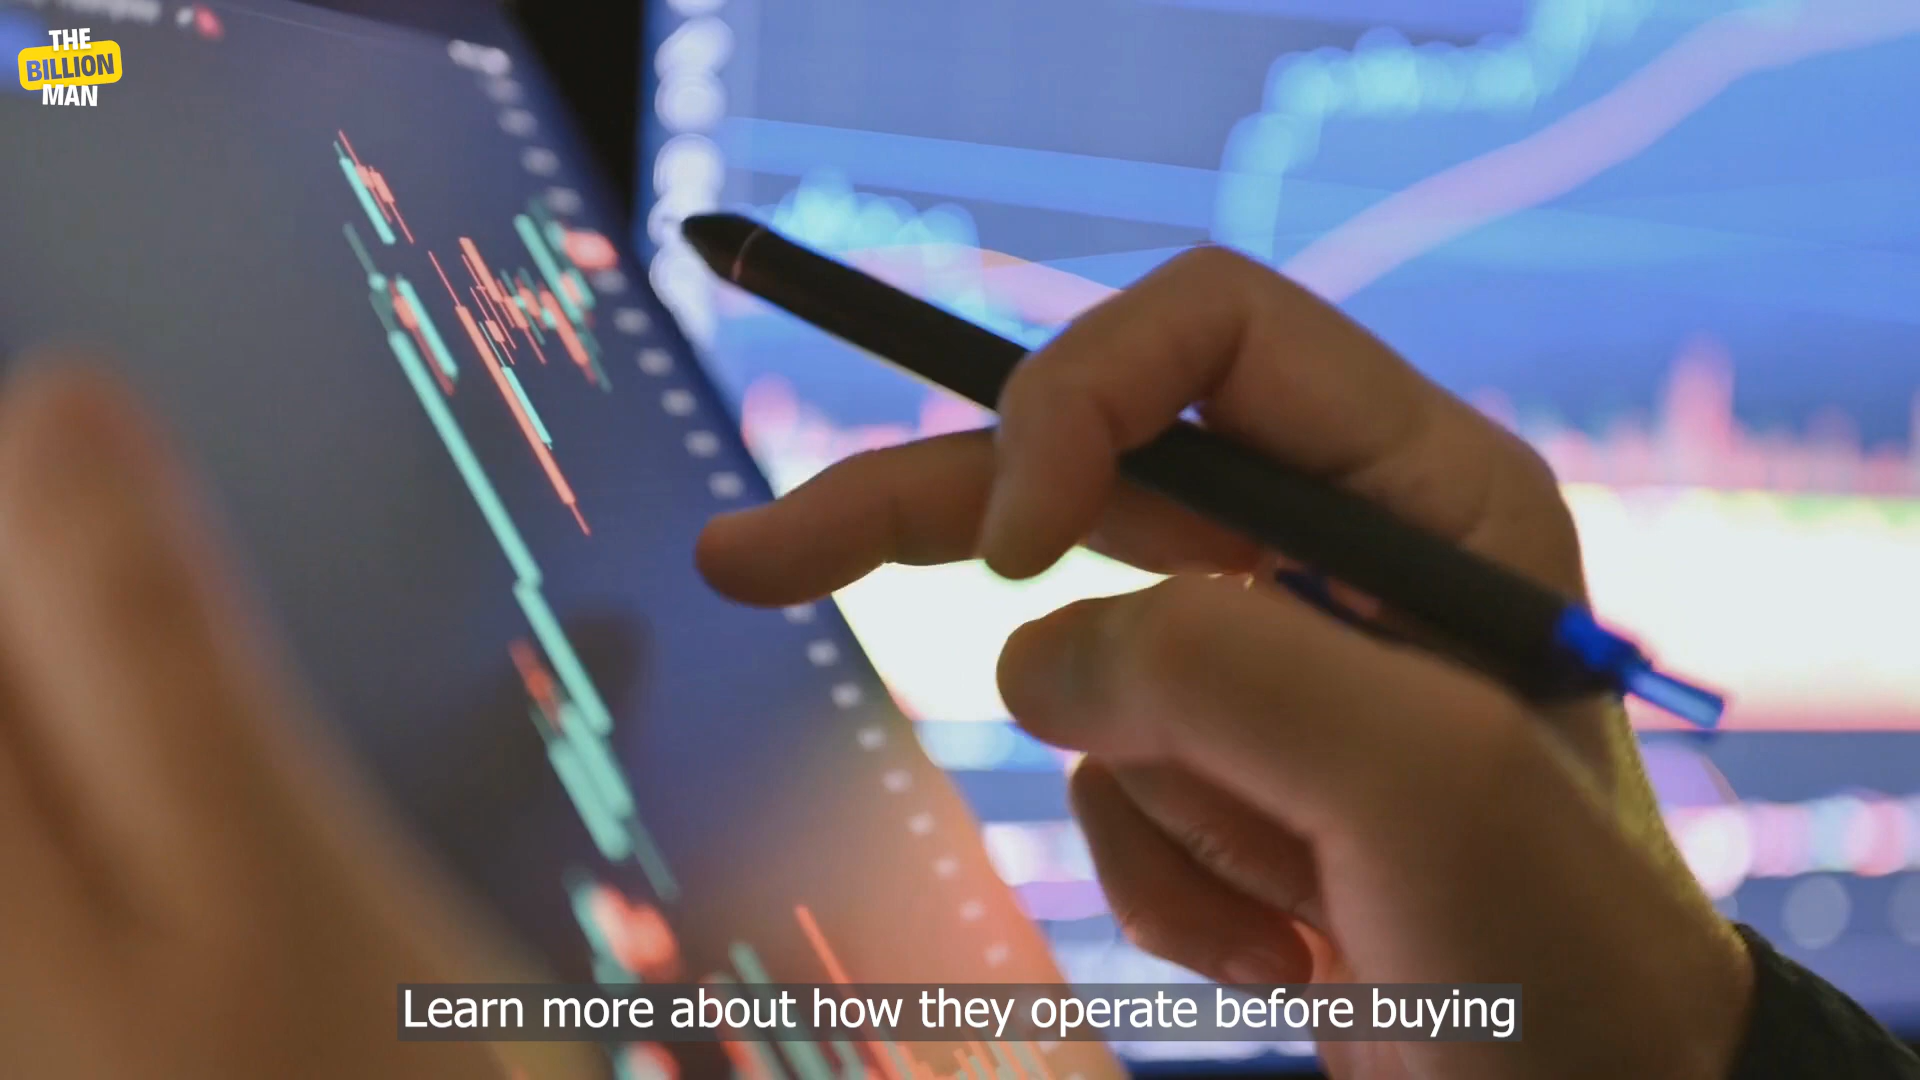 THE
BILLION
MAN
Learn more about how they operate before buying